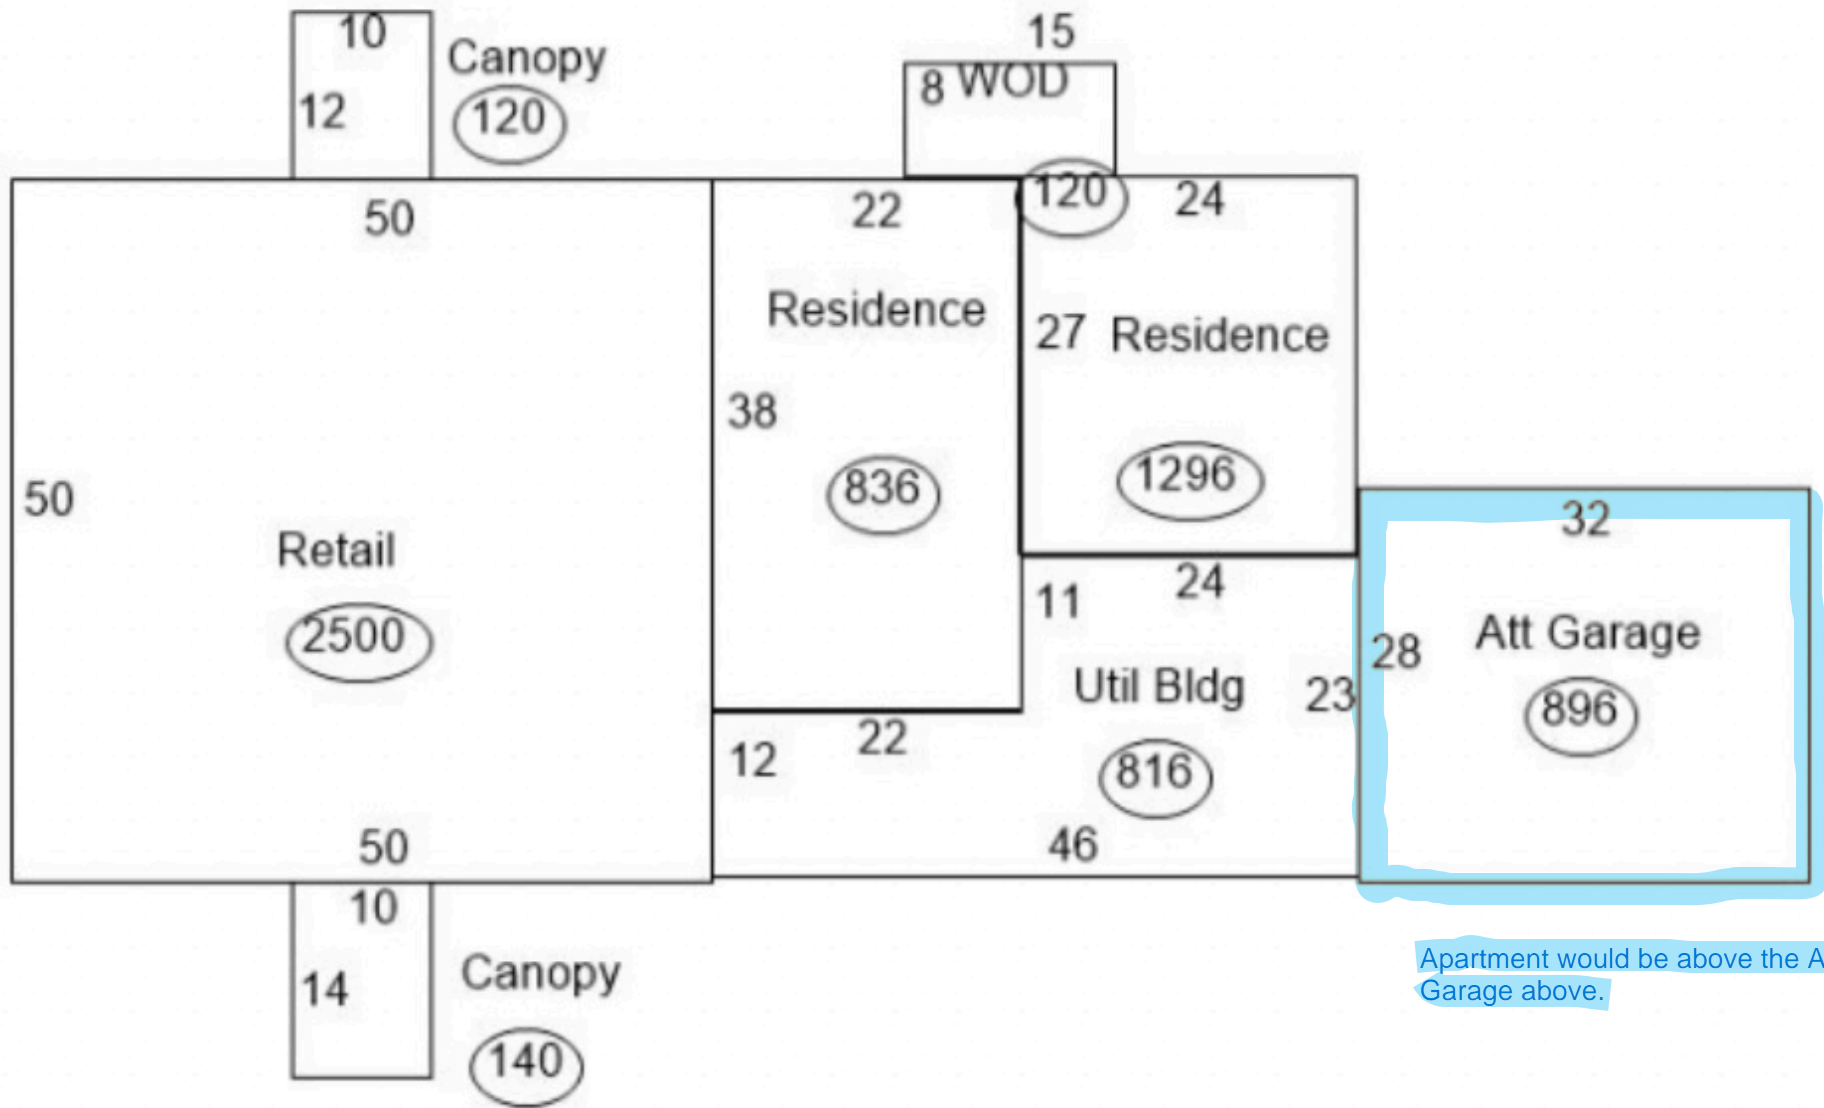 10
Canopy
12
120
15
8 WOD
50
22
120
24
Residence
27 Residence
38
836
1296
50
Retail
2500
32
24
11
28
Att Garage
Util Bldg
23
896
22
12
816
50
46
10
Canopy
14
140
Apartment would be above the A
Garage above.